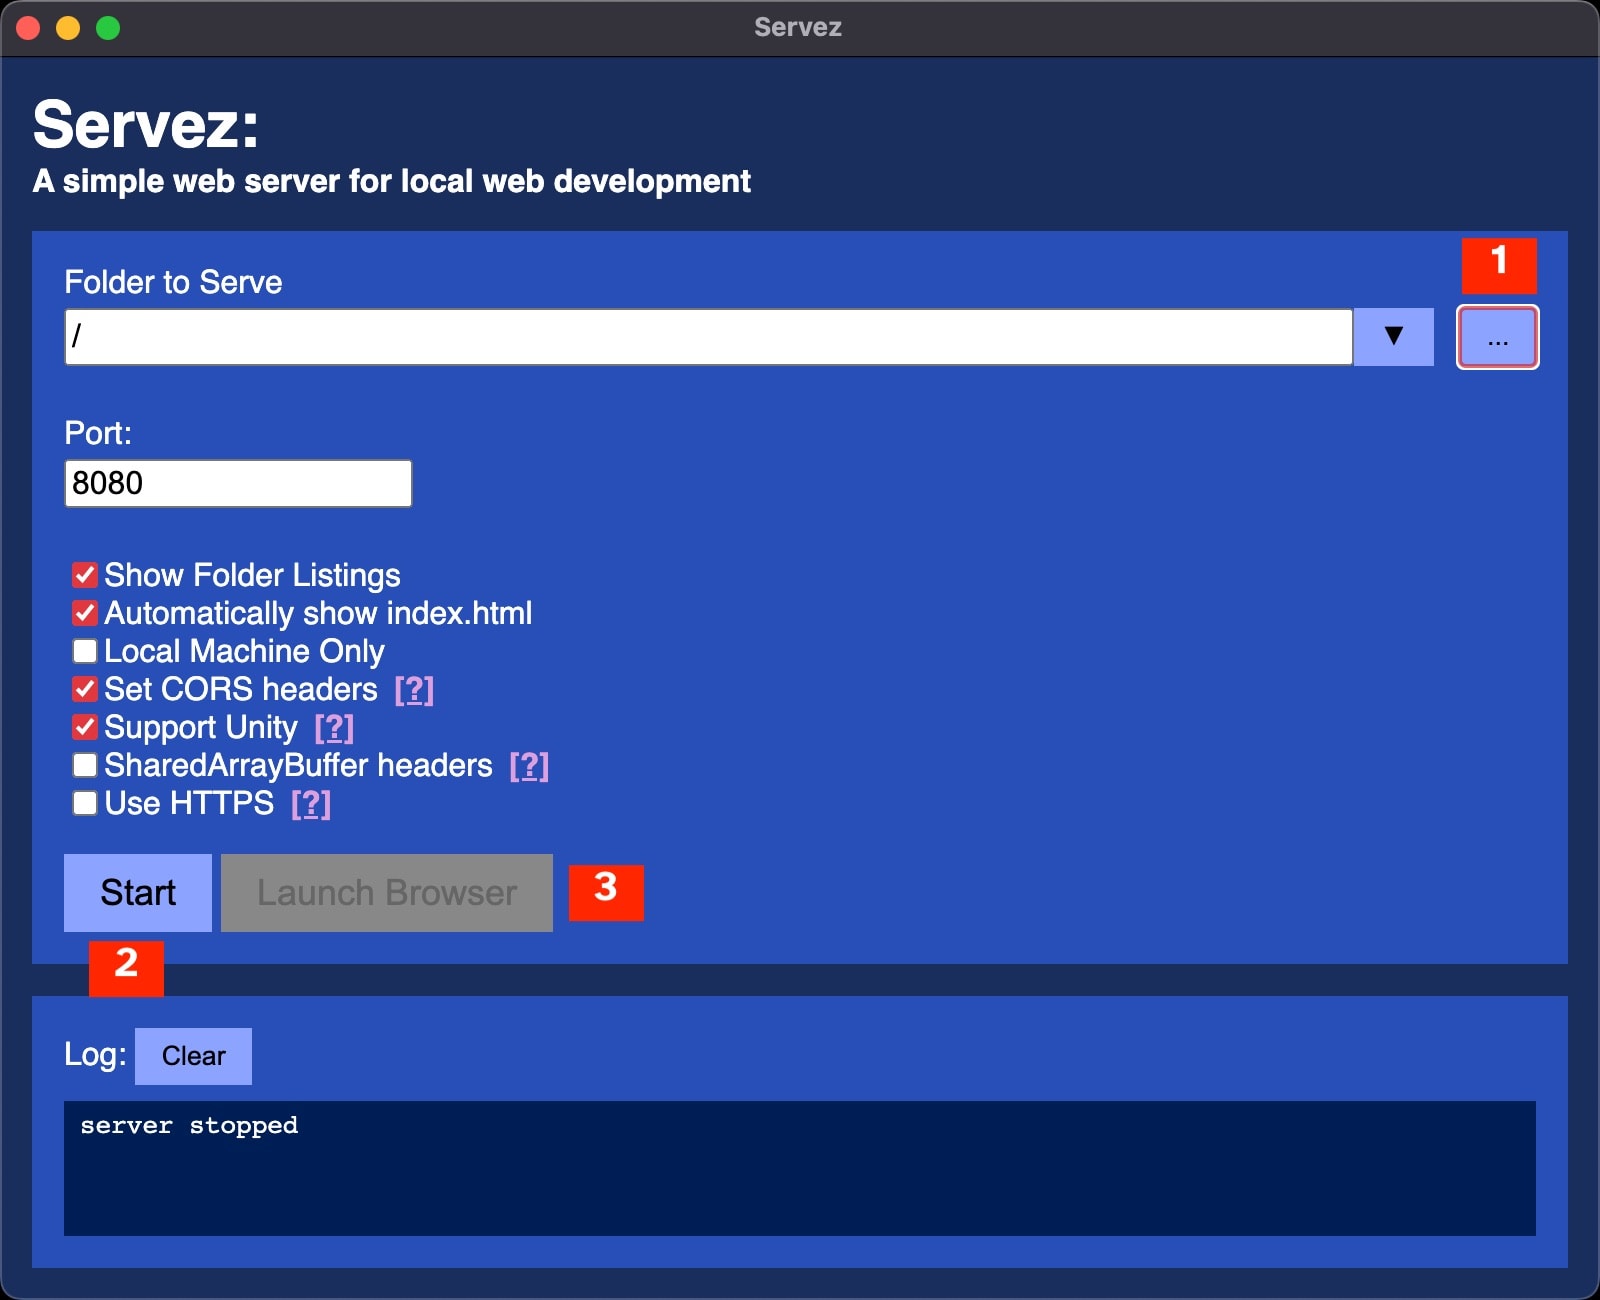 Servez
Servez:
A simple web server for local web development
1
Folder to Serve
/ ▼ ...
Port:
8080
Show Folder Listings
Automatically show index.html
Local Machine Only
Set CORS headers [?]
Support Unity [?]
SharedArrayBuffer headers [?]
Use HTTPS [?]
Start Launch Browser 3
2
Log: Clear
server stopped